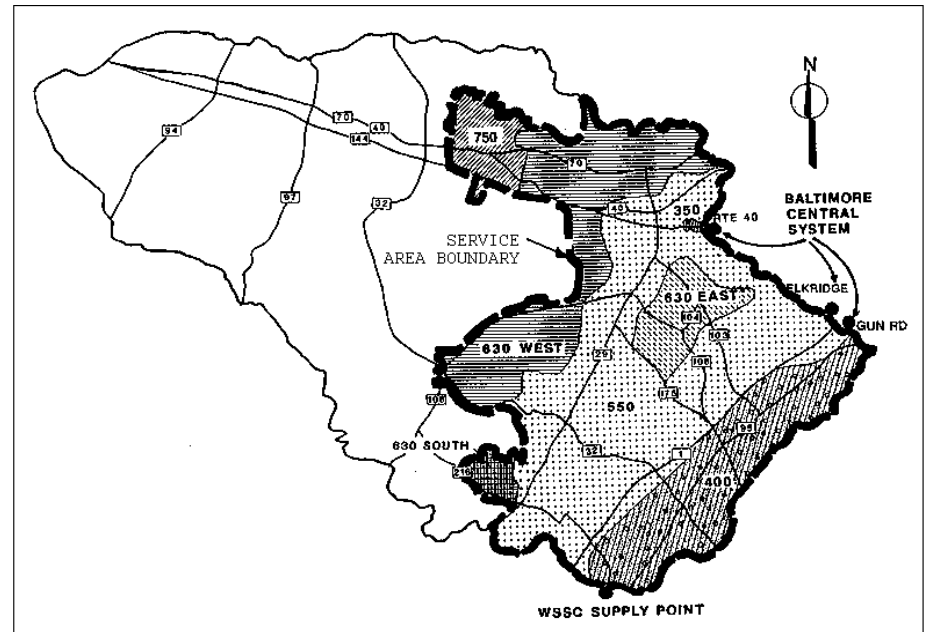 N
750
70
40
144
94
97
32
70
40
350
RTE 40
BALTIMORE
CENTRAL
SYSTEM
SERVICE
AREA BOUNDARY
630 EAST
ELKRIDGE
104
GUN RD
103
630 WEST
29
108
175
108
550
95
630 SOUTH
32
1
216
400
WSSC SUPPLY POINT